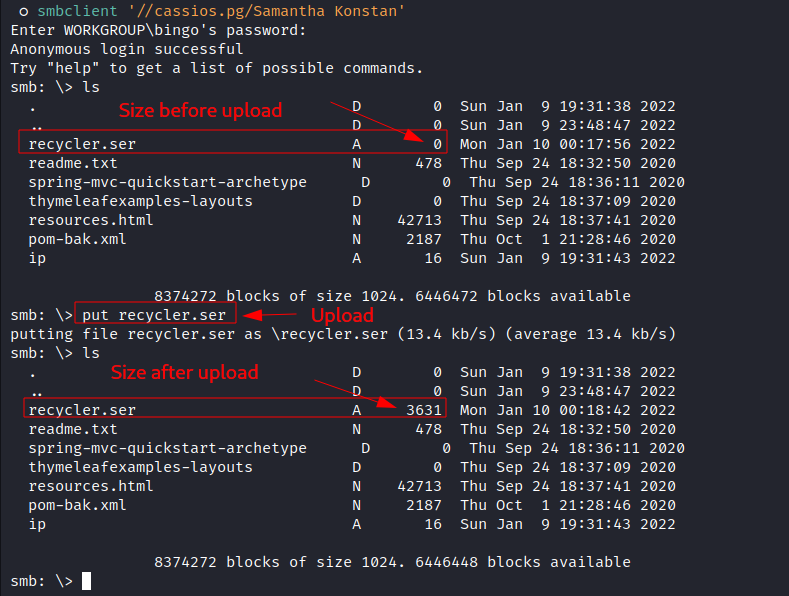 o smbclient '//cassios.pg/Samantha Konstan'
Enter WORKGROUP\bingo's password:
Anonymous login successful
Try "help" to get a list of possible commands.
smb: \> ls
. D 0 Sun Jan 9 19:31:38 2022
Size before upload
.. D 0 Sun Jan 9 23:48:47 2022
recycler.ser A 0 Mon Jan 10 00:17:56 2022
readme.txt N 478 Thu Sep 24 18:32:50 2020
spring-mvc-quickstart-archetype D 0 Thu Sep 24 18:36:11 2020
thymeleafexamples-layouts D 0 Thu Sep 24 18:37:09 2020
resources.html N 42713 Thu Sep 24 18:37:41 2020
pom-bak.xml N 2187 Thu Oct 1 21:28:46 2020
ip A 16 Sun Jan 9 19:31:43 2022
8374272 blocks of size 1024. 6446472 blocks available
smb: \> put recycler.ser Upload
putting file recycler.ser as \recycler.ser (13.4 kb/s) (average 13.4 kb/s)
smb: \> ls
. D 0 Sun Jan 9 19:31:38 2022
Size after upload
.. D 0 Sun Jan 9 23:48:47 2022
recycler.ser A 3631 Mon Jan 10 00:18:42 2022
readme.txt N 478 Thu Sep 24 18:32:50 2020
spring-mvc-quickstart-archetype D 0 Thu Sep 24 18:36:11 2020
thymeleafexamples-layouts D 0 Thu Sep 24 18:37:09 2020
resources.html N 42713 Thu Sep 24 18:37:41 2020
pom-bak.xml N 2187 Thu Oct 1 21:28:46 2020
ip A 16 Sun Jan 9 19:31:43 2022
8374272 blocks of size 1024. 6446448 blocks available
smb: \>